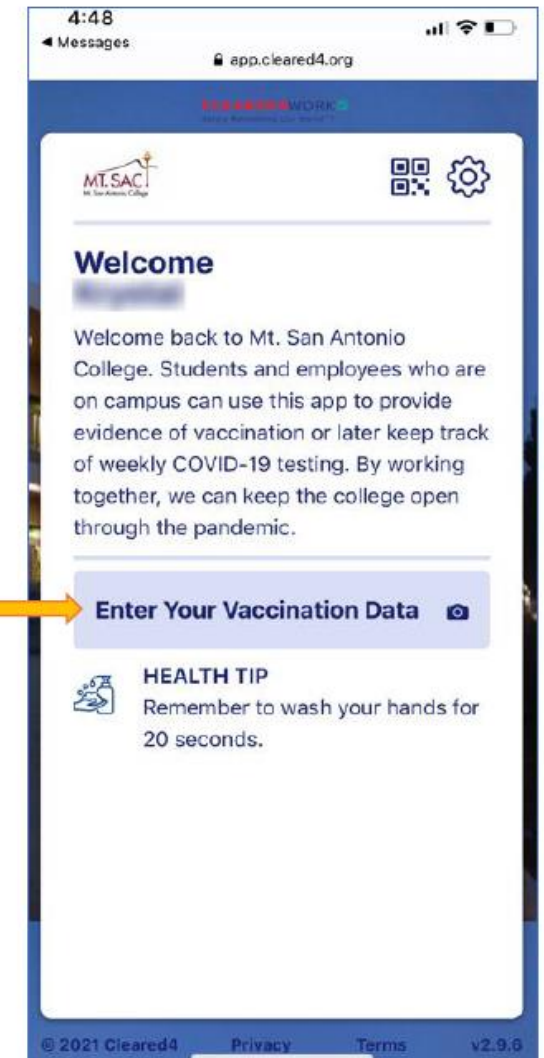 4:48
Messages
app.cleared4.org
MT. SAC
Mt. San Antonio College
Welcome
Welcome back to Mt. San Antonio
College. Students and employees who are
on campus can use this app to provide
evidence of vaccination or later keep track
of weekly COVID-19 testing. By working
together, we can keep the college open
through the pandemic.
Enter Your Vaccination Data
HEALTH TIP
Remember to wash your hands for
20 seconds.
© 2021 Cleared4 Privacy Terms v2.9.6